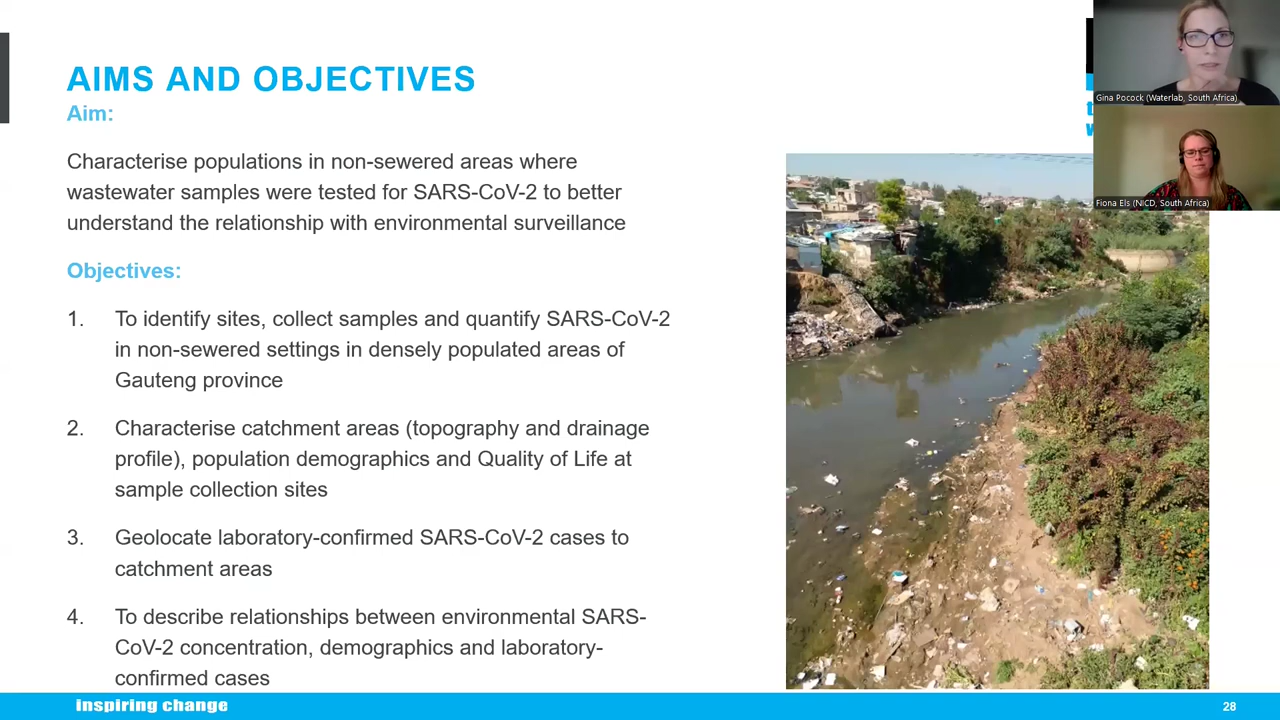 AIMS AND OBJECTIVES
Aim:
Characterise populations in non-sewered areas where
wastewater samples were tested for SARS-CoV-2 to better
understand the relationship with environmental surveillance
Objectives:
1. To identify sites, collect samples and quantify SARS-CoV-2
in non-sewered settings in densely populated areas of
Gauteng province
2. Characterise catchment areas (topography and drainage
profile), population demographics and Quality of Life at
sample collection sites
3. Geolocate laboratory-confirmed SARS-CoV-2 cases to
catchment areas
4. To describe relationships between environmental SARS-
CoV-2 concentration, demographics and laboratory-
confirmed cases
inspiring change
28
Gina Pocock (Waterlab, South Africa)
Fiona Els (NICD, South Africa)